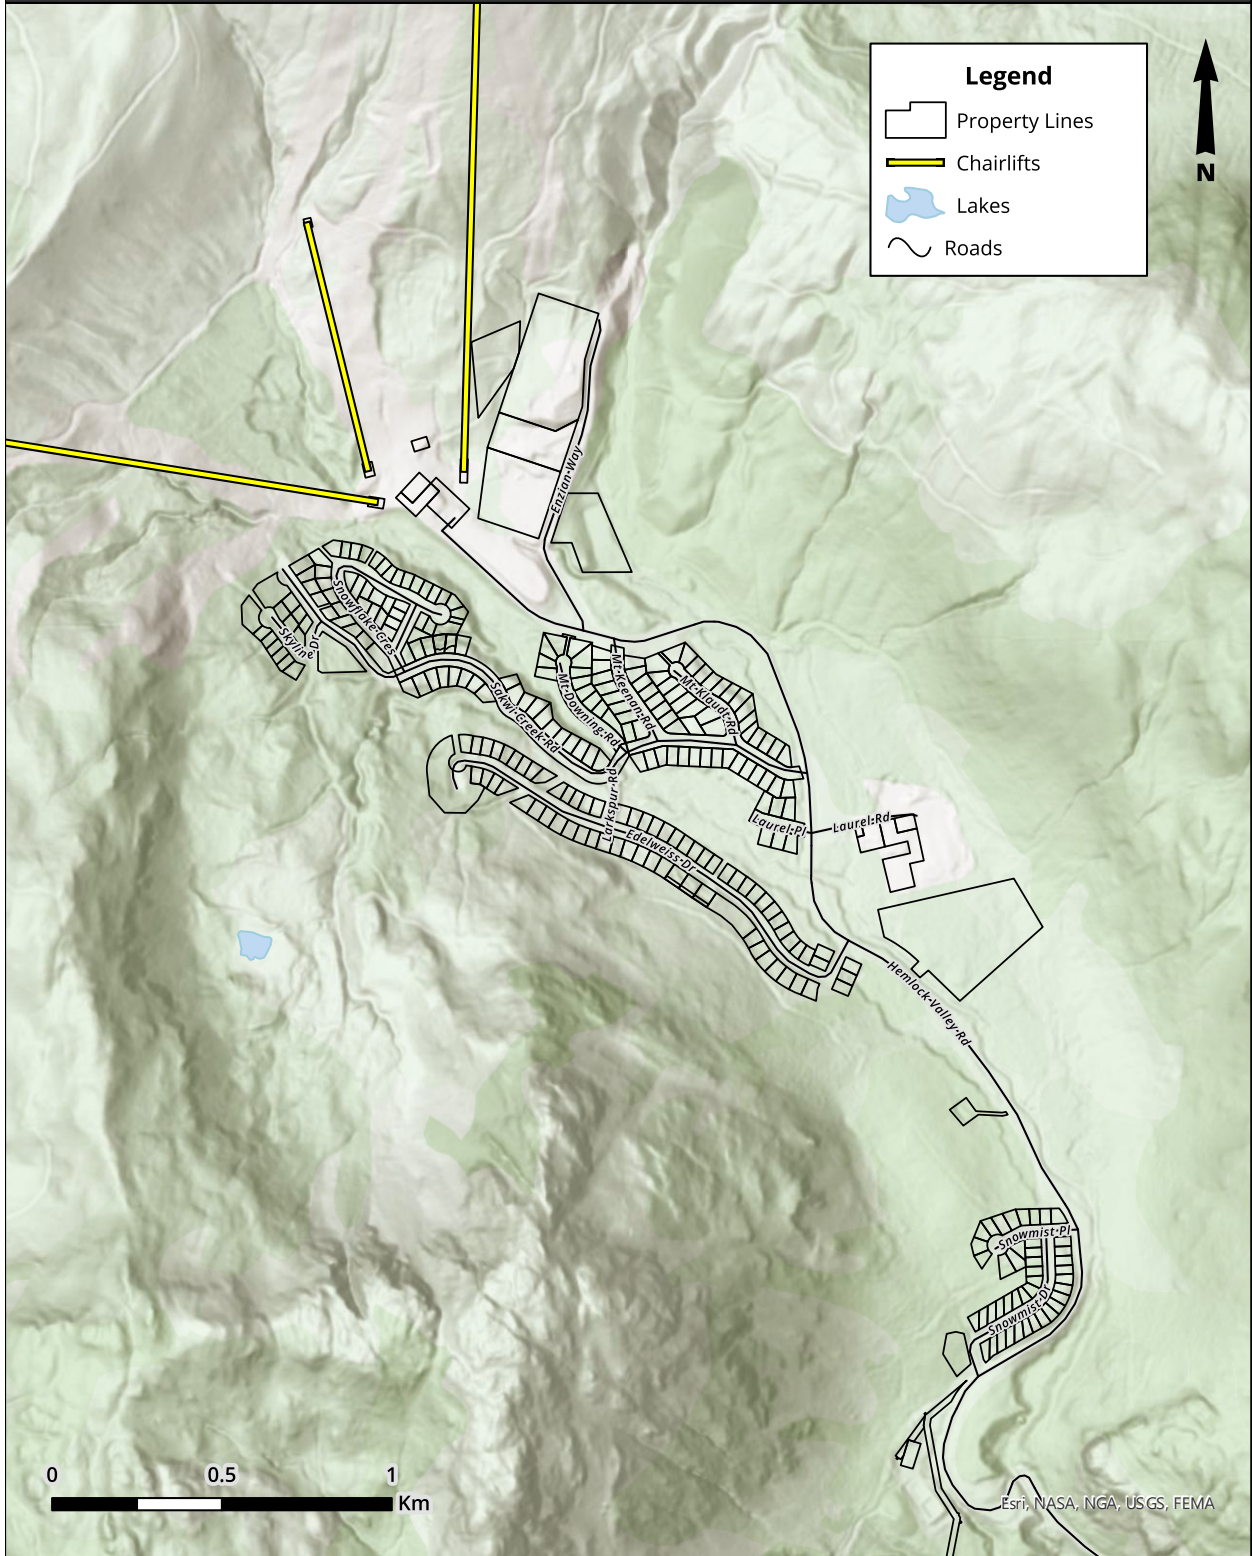 Legend
Property Lines
Chairlifts
Lakes
Roads
N
Enzian Way
Snowflake Cres
Skyline Dr
Mt Keenan Rd
Mt Klaudt Rd
Mt Downing Rd
Sakwi Creek Rd
Larkspur Rd
Laurel Pl
Laurel Rd
Edelweiss Dr
Hemlock Valley Rd
Snowmist Pl
Snowmist Dr
0 0.5 1
Km
Esri, NASA, NGA, USGS, FEMA